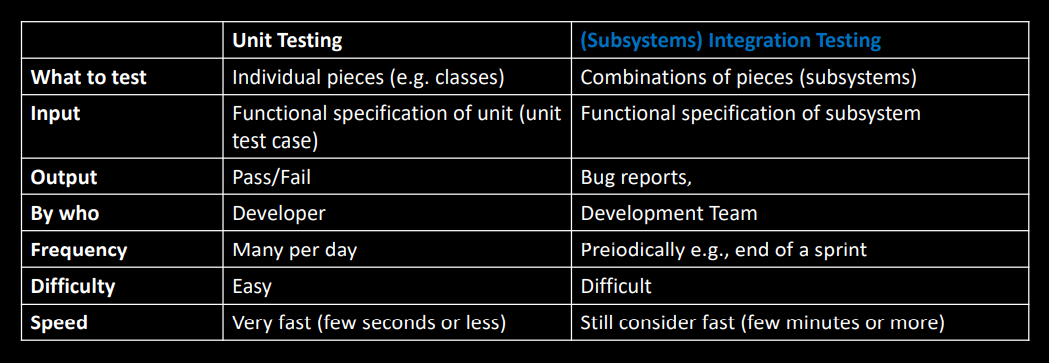 Unit Testing (Subsystems) Integration Testing
What to test Individual pieces (e.g. classes) Combinations of pieces (subsystems)
Input Functional specification of unit (unit Functional specification of subsystem
test case)
Output Pass/Fail Bug reports,
By who Developer Development Team
Frequency Many per day Preiodically e.g., end of a sprint
Difficulty Easy Difficult
Speed Very fast (few seconds or less) Still consider fast (few minutes or more)